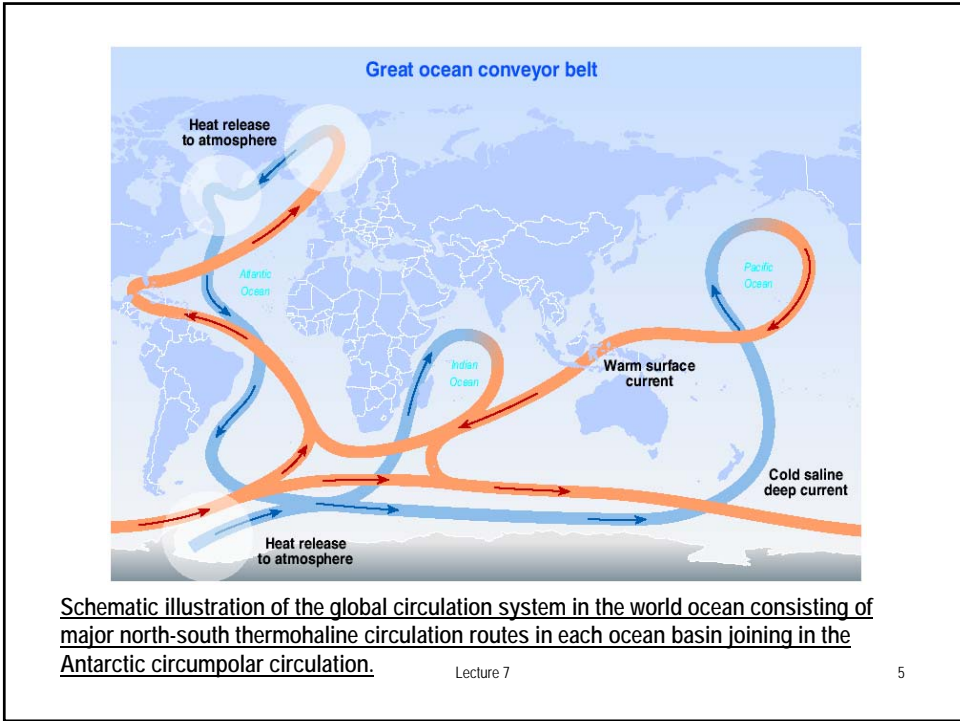 Great ocean conveyor belt
Heat release
to atmosphere
Atlantic
Ocean
Pacific
Ocean
Indian
Ocean
Warm surface
current
Cold saline
deep current
Heat release
to atmosphere
Schematic illustration of the global circulation system in the world ocean consisting of
major north-south thermohaline circulation routes in each ocean basin joining in the
Antarctic circumpolar circulation.
Lecture 7
5